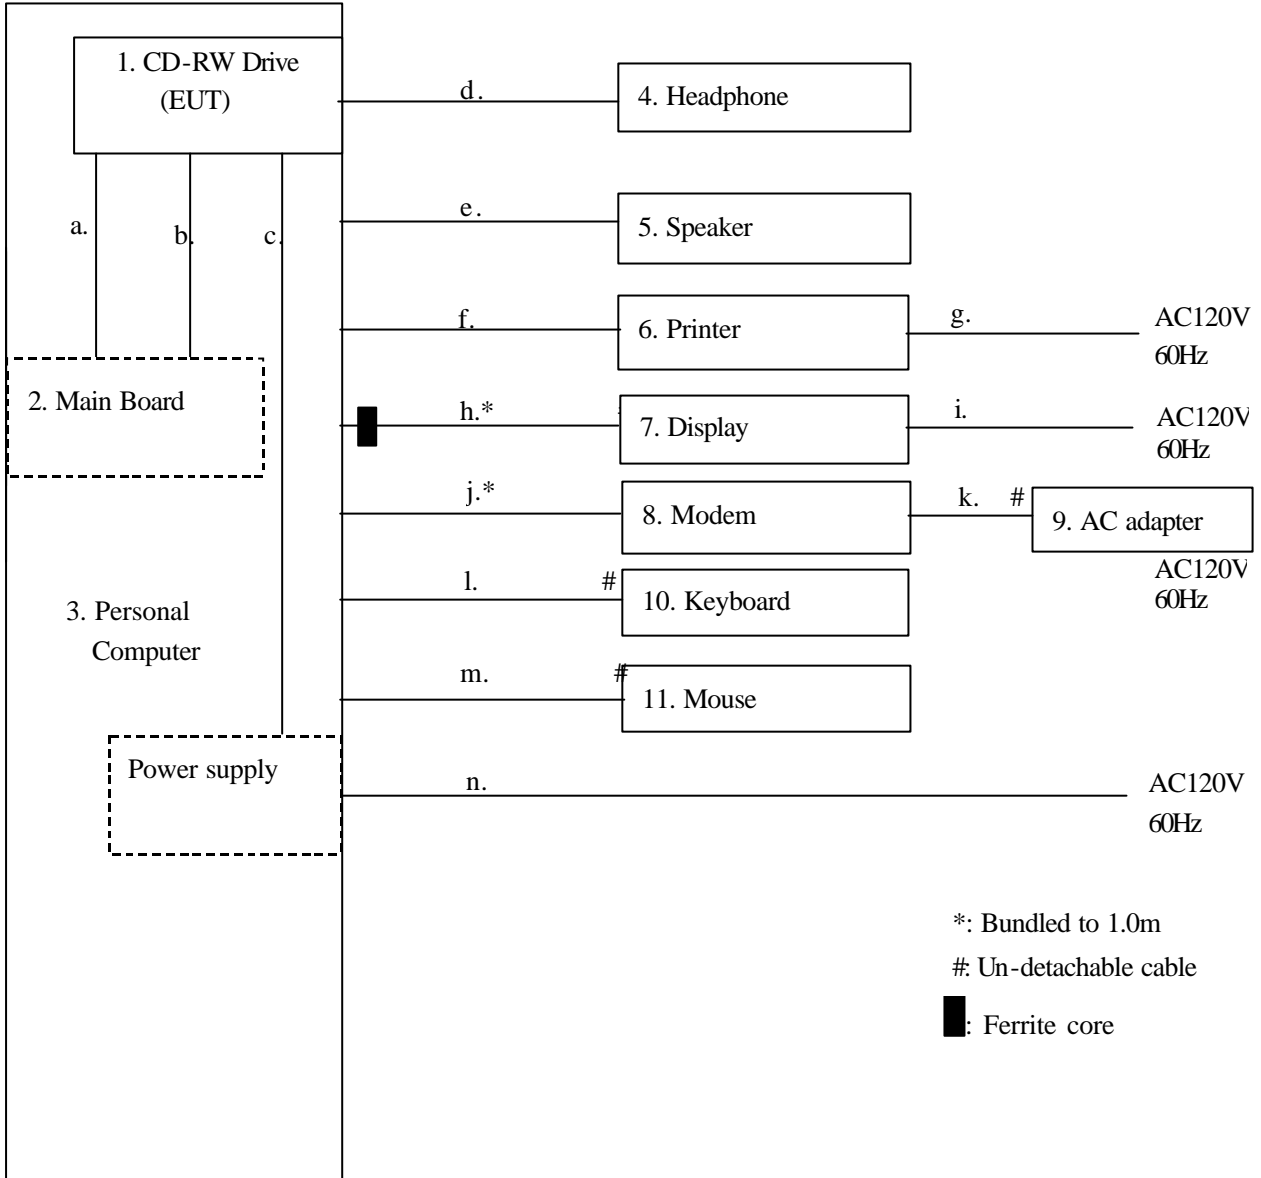 1. CD-RW Drive
(EUT)
d.
4. Headphone
a.
b.
c.
e.
5. Speaker
f.
6. Printer
g.
AC120V
60Hz
2. Main Board
h.*
7. Display
i.
AC120V
60Hz
j.*
8. Modem
k.
#
9. AC adapter
AC120V
60Hz
l.
#
10. Keyboard
3. Personal
Computer
m.
#
11. Mouse
Power supply
n.
AC120V
60Hz
*: Bundled to 1.0m
#: Un-detachable cable
: Ferrite core